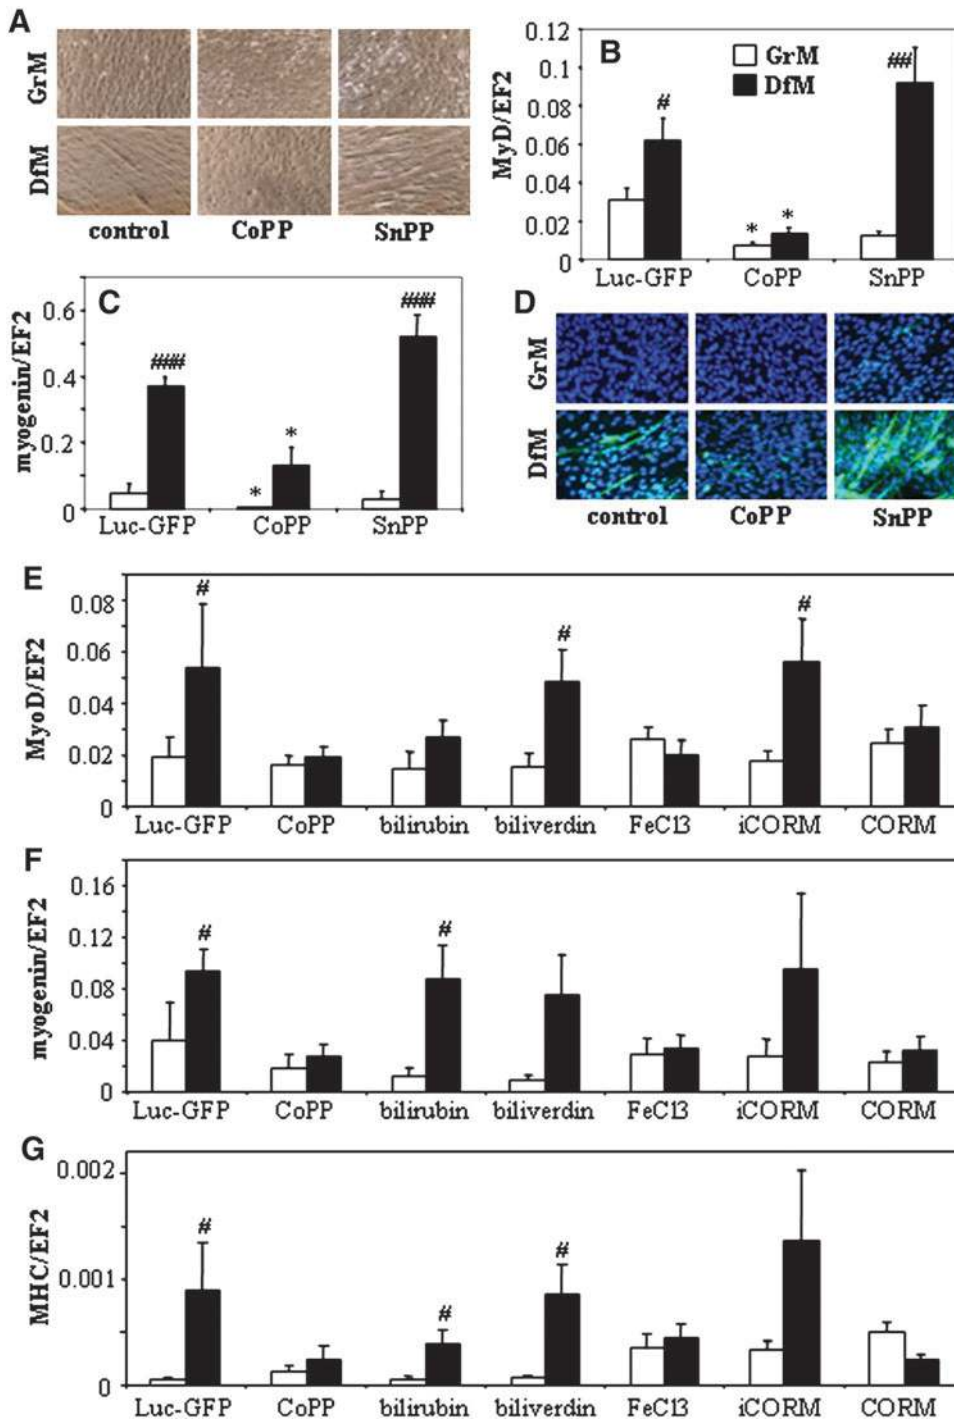 A
GrM
DfM
control CoPP SnPP
B
GrM
DfM
MyD/EF2
0.12
0.1
0.08
0.06
0.04
0.02
0
#
*
*
##
Luc-GFP CoPP SnPP
C
myogenin/EF2
0.6
0.4
0.2
0
###
*
*
###
Luc-GFP CoPP SnPP
D
GrM
DfM
control CoPP SnPP
E
MyoD/EF2
0.08
0.06
0.04
0.02
0
# # #
Luc-GFP CoPP bilirubin biliverdin FeCl3 iCORM CORM
F
myogenin/EF2
0.16
0.12
0.08
0.04
0
# #
Luc-GFP CoPP bilirubin biliverdin FeCl3 iCORM CORM
G
MHC/EF2
0.002
0.001
0
# # #
Luc-GFP CoPP bilirubin biliverdin FeCl3 iCORM CORM